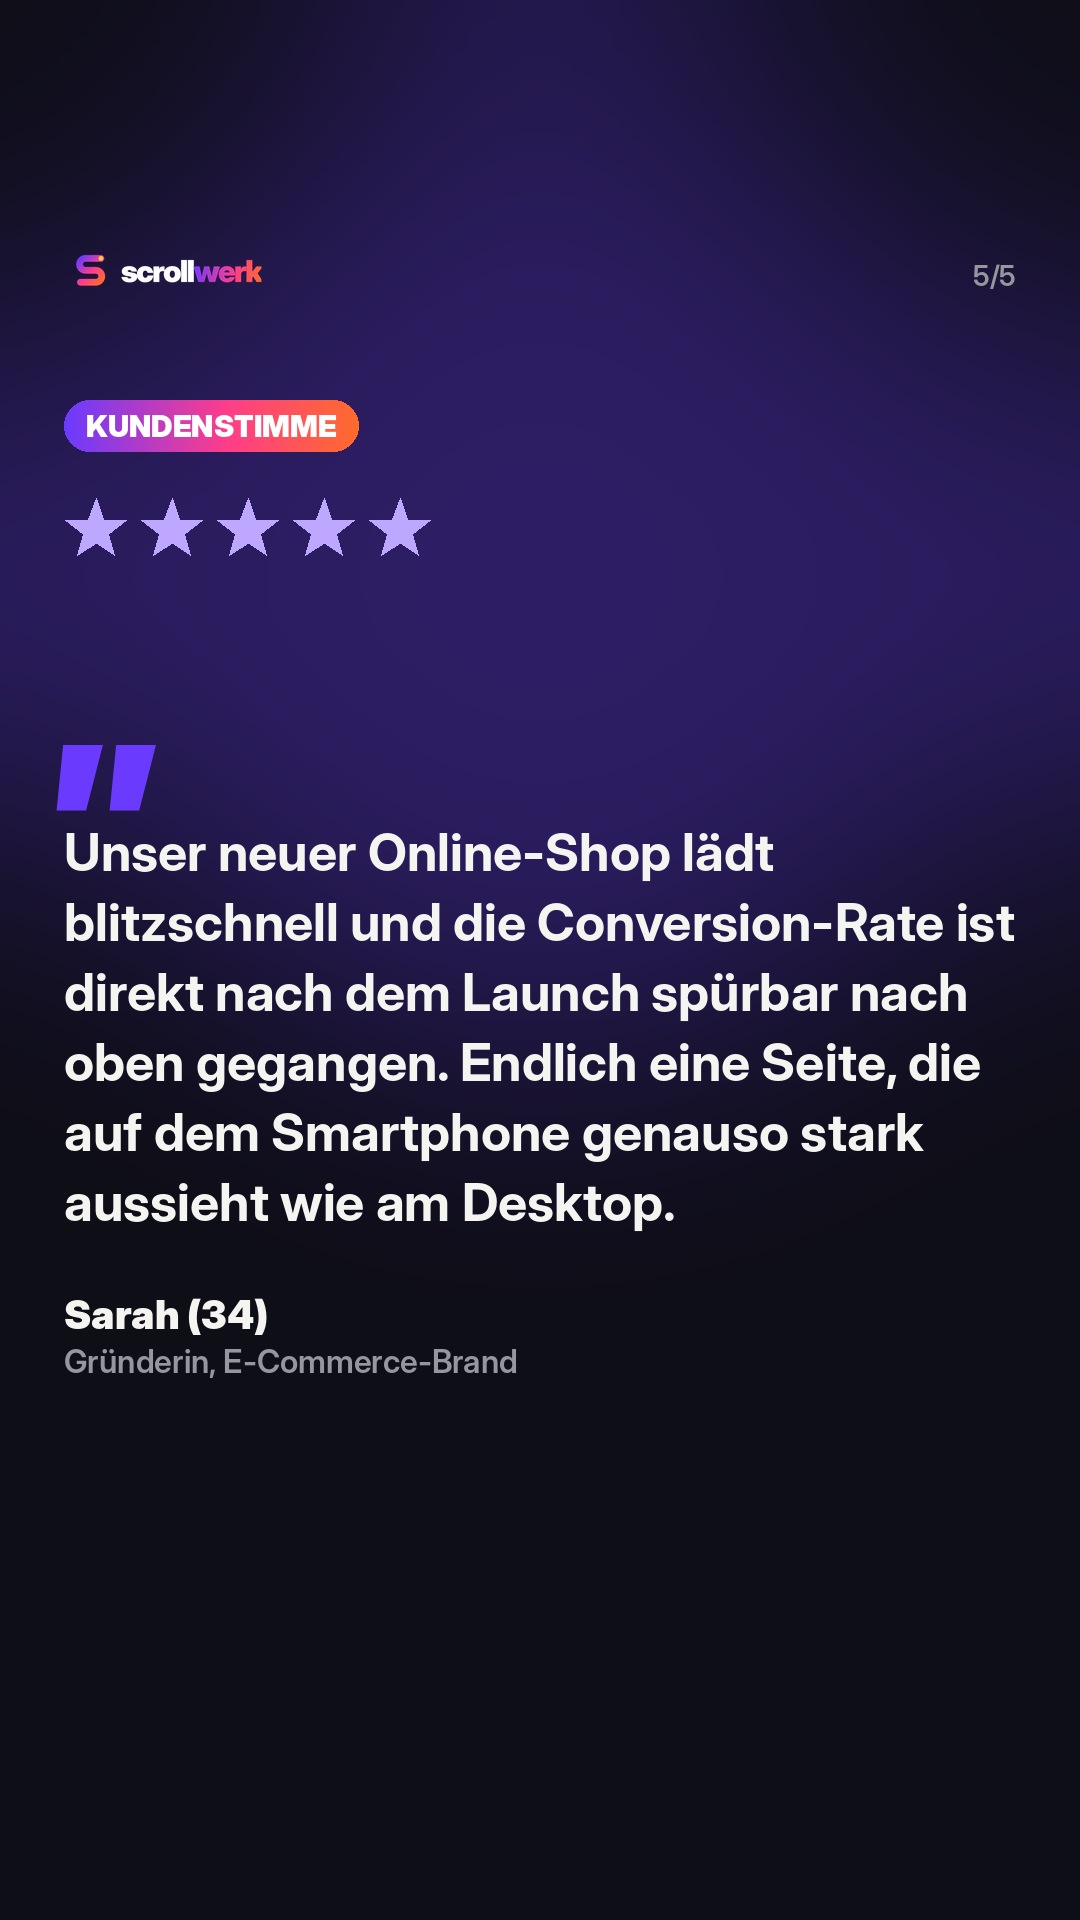 scrollwerk
5/5
KUNDENSTIMME
"
Unser neuer Online-Shop lädt
blitzschnell und die Conversion-Rate ist
direkt nach dem Launch spürbar nach
oben gegangen. Endlich eine Seite, die
auf dem Smartphone genauso stark
aussieht wie am Desktop.
Sarah (34)
Gründerin, E-Commerce-Brand